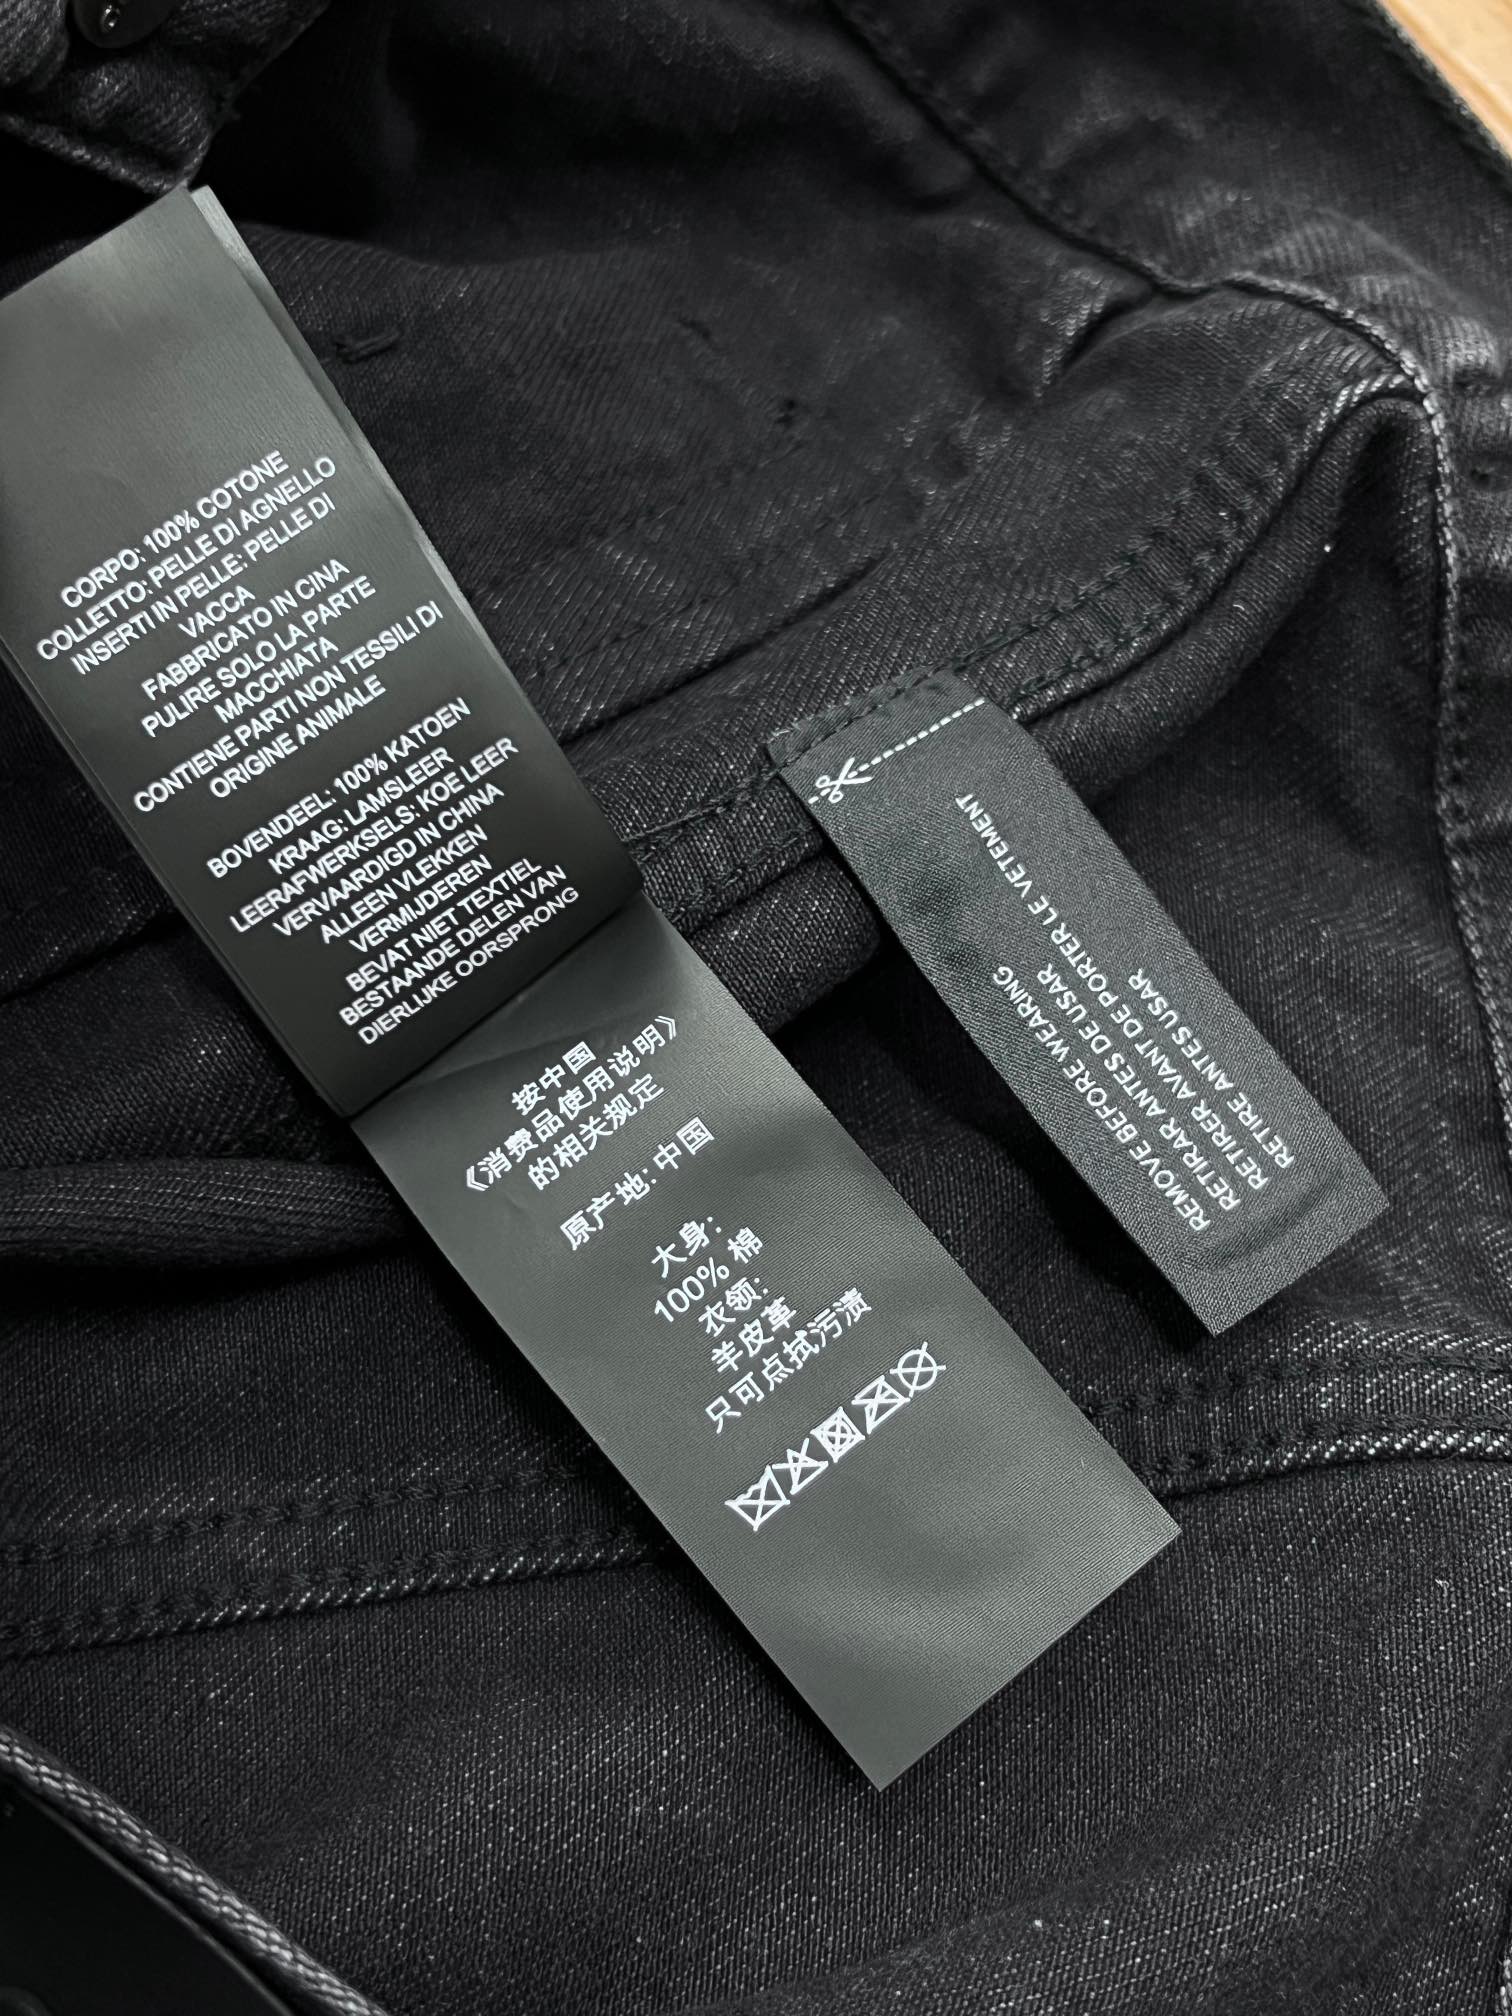 CORPO: 100% COTONE
COLLETTO: PELLE DI AGNELLO
INSERTI IN PELLE: PELLE DI
VACCA
FABBRICATO IN CINA
PULIRE SOLO LA PARTE
MACCHIATA
CONTIENE PARTI NON TESSILI DI
ORIGINE ANIMALE
BOVENDEEL: 100% KATOEN
KRAAG: LAMSLEER
LEERAFWERKSELS: KOE LEER
VERVAARDIGD IN CHINA
ALLEEN VLEKKEN
VERMIJDEREN
BEVAT NIET TEXTIEL
BESTAANDE DELEN VAN
DIERLIJKE OORSPRONG
按中国
《消费品使用说明》
的相关规定
原产地: 中国
大身:
100% 棉
衣领:
羊皮革
只可点拭污渍
REMOVE BEFORE WEARING
RETIRAR ANTES DE USAR
RETIRER AVANT DE PORTER LE VETEMENT
RETIRE ANTES USAR